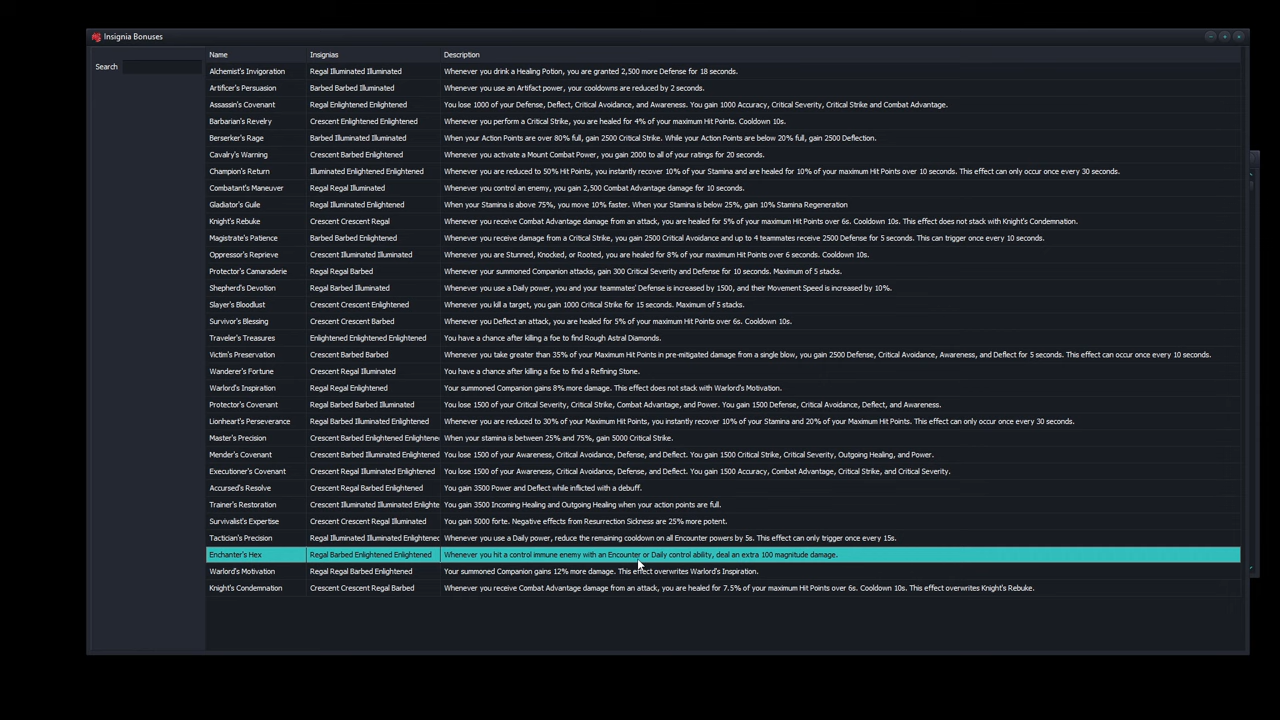 Insignia Bonuses
Name Insignias Description
Search
Alchemist's Invigoration Regal Illuminated Illuminated Whenever you drink a Healing Potion, you are granted 2,500 more Defense for 18 seconds.
Artificer's Persuasion Barbed Barbed Illuminated Whenever you use an Artifact power, your cooldowns are reduced by 2 seconds.
Assassin's Covenant Regal Enlightened Enlightened You lose 1000 of your Defense, Deflect, Critical Avoidance, and Awareness. You gain 1000 Accuracy, Critical Severity, Critical Strike and Combat Advantage.
Barbarian's Revelry Crescent Enlightened Enlightened Whenever you perform a Critical Strike, you are healed for 4% of your maximum Hit Points. Cooldown 10s.
Berserker's Rage Barbed Illuminated Illuminated When your Action Points are over 80% full, gain 2500 Critical Strike. While your Action Points are below 20% full, gain 2500 Deflection.
Cavalry's Warning Crescent Barbed Enlightened Whenever you activate a Mount Combat Power, you gain 2000 to all of your ratings for 20 seconds.
Champion's Return Illuminated Enlightened Enlightened Whenever you are reduced to 50% Hit Points, you instantly recover 10% of your Stamina and are healed for 10% of your maximum Hit Points over 10 seconds. This effect can only occur once every 30 seconds.
Combatant's Maneuver Regal Regal Illuminated Whenever you control an enemy, you gain 2,500 Combat Advantage damage for 10 seconds.
Gladiator's Guile Regal Illuminated Enlightened When your Stamina is above 75%, you move 10% faster. When your Stamina is below 25%, gain 10% Stamina Regeneration
Knight's Rebuke Crescent Crescent Regal Whenever you receive Combat Advantage damage from an attack, you are healed for 5% of your maximum Hit Points over 6s. Cooldown 10s. This effect does not stack with Knight's Condemnation.
Magistrate's Patience Barbed Barbed Enlightened Whenever you receive damage from a Critical Strike, you gain 2500 Critical Avoidance and up to 4 teammates receive 2500 Defense for 5 seconds. This can trigger once every 10 seconds.
Oppressor's Reprieve Crescent Illuminated Illuminated Whenever you are Stunned, Knocked, or Rooted, you are healed for 8% of your maximum Hit Points over 6 seconds. Cooldown 10s.
Protector's Camaraderie Regal Regal Barbed Whenever your summoned Companion attacks, gain 300 Critical Severity and Defense for 10 seconds. Maximum of 5 stacks.
Shepherd's Devotion Regal Barbed Illuminated Whenever you use a Daily power, you and your teammates' Defense is increased by 1500, and their Movement Speed is increased by 10%.
Slayer's Bloodlust Crescent Crescent Enlightened Whenever you kill a target, you gain 1000 Critical Strike for 15 seconds. Maximum of 5 stacks.
Survivor's Blessing Crescent Crescent Barbed Whenever you Deflect an attack, you are healed for 5% of your maximum Hit Points over 6s. Cooldown 10s.
Traveler's Treasures Enlightened Enlightened Enlightened You have a chance after killing a foe to find Rough Astral Diamonds.
Victim's Preservation Crescent Barbed Barbed Whenever you take greater than 35% of your Maximum Hit Points in pre-mitigated damage from a single blow, you gain 2500 Defense, Critical Avoidance, Awareness, and Deflect for 5 seconds. This effect can occur once every 10 seconds.
Wanderer's Fortune Crescent Regal Illuminated You have a chance after killing a foe to find a Refining Stone.
Warlord's Inspiration Regal Regal Enlightened Your summoned Companion gains 8% more damage. This effect does not stack with Warlord's Motivation.
Protector's Covenant Regal Barbed Barbed Illuminated You lose 1500 of your Critical Severity, Critical Strike, Combat Advantage, and Power. You gain 1500 Defense, Critical Avoidance, Deflect, and Awareness.
Lionheart's Perseverance Regal Barbed Illuminated Enlightened Whenever you are reduced to 30% of your Maximum Hit Points, you instantly recover 10% of your Stamina and 20% of your Maximum Hit Points. This effect can only occur once every 30 seconds.
Master's Precision Crescent Barbed Enlightened Enlightened When your stamina is between 25% and 75%, gain 5000 Critical Strike.
Mender's Covenant Crescent Barbed Illuminated Enlightened You lose 1500 of your Awareness, Critical Avoidance, Defense, and Deflect. You gain 1500 Critical Strike, Critical Severity, Outgoing Healing, and Power.
Executioner's Covenant Crescent Regal Illuminated Enlightened You lose 1500 of your Awareness, Critical Avoidance, Defense, and Deflect. You gain 1500 Accuracy, Combat Advantage, Critical Strike, and Critical Severity.
Accursed's Resolve Crescent Regal Barbed Enlightened You gain 3500 Power and Deflect while inflicted with a debuff.
Trainer's Restoration Crescent Illuminated Illuminated Enlighte You gain 3500 Incoming Healing and Outgoing Healing when your action points are full.
Survivalist's Expertise Crescent Crescent Regal Illuminated You gain 5000 forte. Negative effects from Resurrection Sickness are 25% more potent.
Tactician's Precision Regal Illuminated Illuminated Enlightened Whenever you use a Daily power, reduce the remaining cooldown on all Encounter powers by 5s. This effect can only trigger once every 15s.
Enchanter's Hex Regal Barbed Enlightened Enlightened Whenever you hit a control immune enemy with an Encounter or Daily control ability, deal an extra 100 magnitude damage.
Warlord's Motivation Regal Regal Barbed Enlightened Your summoned Companion gains 12% more damage. This effect overwrites Warlord's Inspiration.
Knight's Condemnation Crescent Crescent Regal Barbed Whenever you receive Combat Advantage damage from an attack, you are healed for 7.5% of your maximum Hit Points over 6s. Cooldown 10s. This effect overwrites Knight's Rebuke.